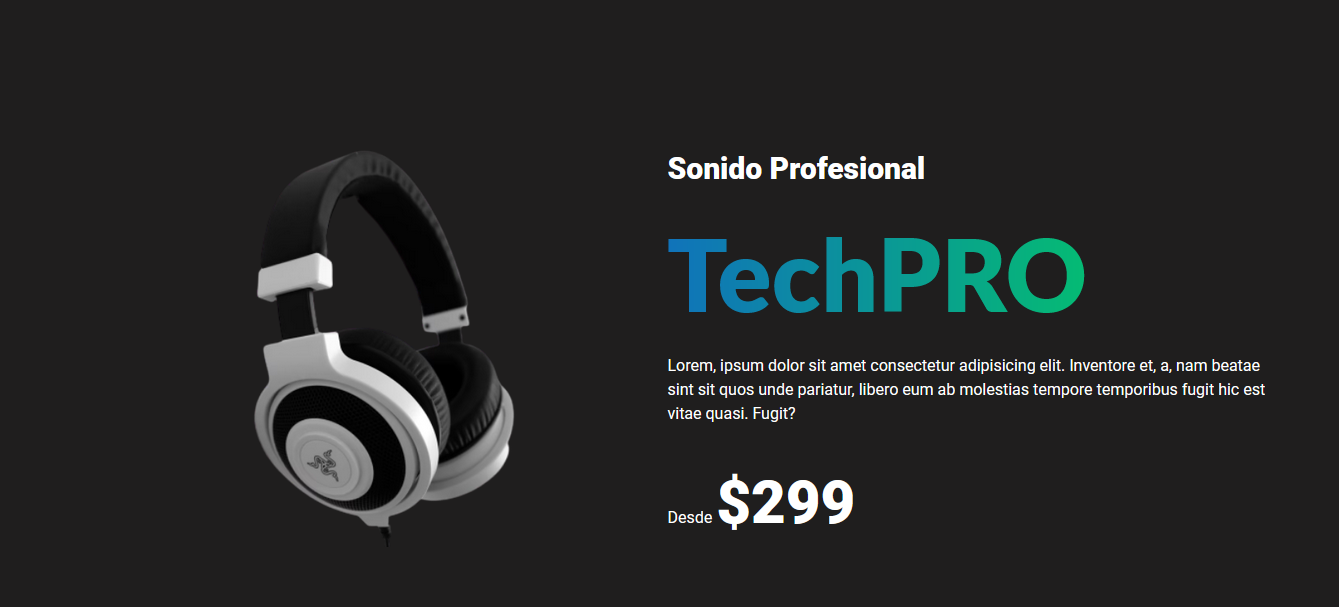 Sonido Profesional
TechPRO
Lorem, ipsum dolor sit amet consectetur adipisicing elit. Inventore et, a, nam beatae
sint sit quos unde pariatur, libero eum ab molestias tempore temporibus fugit hic est
vitae quasi. Fugit?
Desde $299